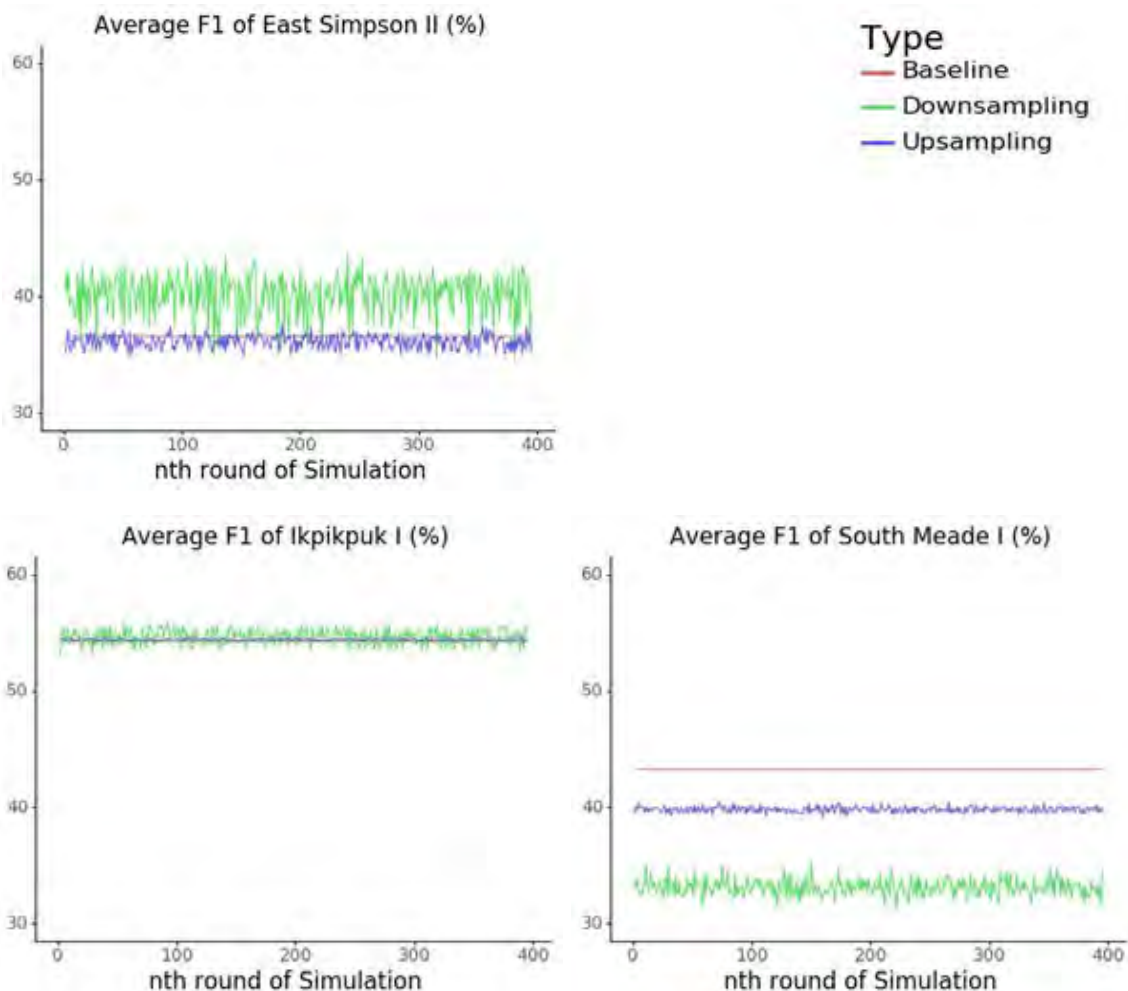 Average F1 of East Simpson II (%)
60
50
40
30
0 100 200 300 400
nth round of Simulation
Type
Baseline
Downsampling
Upsampling
Average F1 of Ikpikpuk I (%)
60
50
40
30
0 100 200 300 400
nth round of Simulation
Average F1 of South Meade I (%)
60
50
40
30
0 100 200 300 400
nth round of Simulation